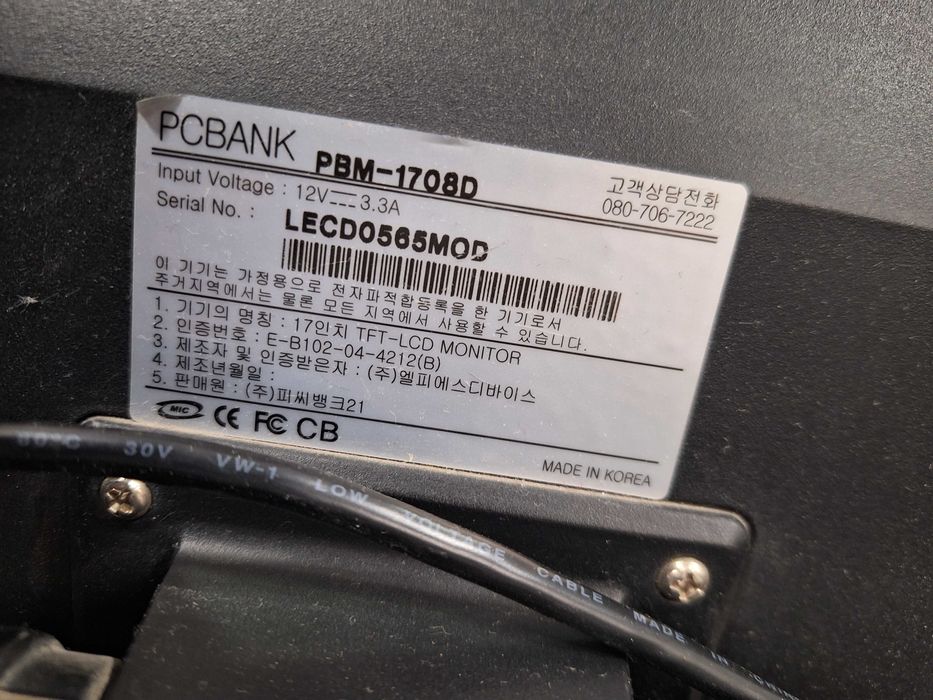 PCBANK PBM-1708D
고객상담전화
080-706-7222
Input Voltage : 12V⎓3.3A
Serial No. : LECD0565MOD
이 기기는 가정용으로 전자파적합등록을 한 기기로서
주거지역에서는 물론 모든 지역에서 사용할 수 있습니다.
1. 기기의 명칭 : 17인치 TFT-LCD MONITOR
2. 인증번호 : E-B102-04-4212(B)
3. 제조자 및 인증받은자 : (주)엘피에스디바이스
4. 제조년월일 :
5. 판매원 : (주)피씨뱅크21
MIC CE FC CB
MADE IN KOREA
30V VW-1 LOW VOLTAGE CABLE MADE IN